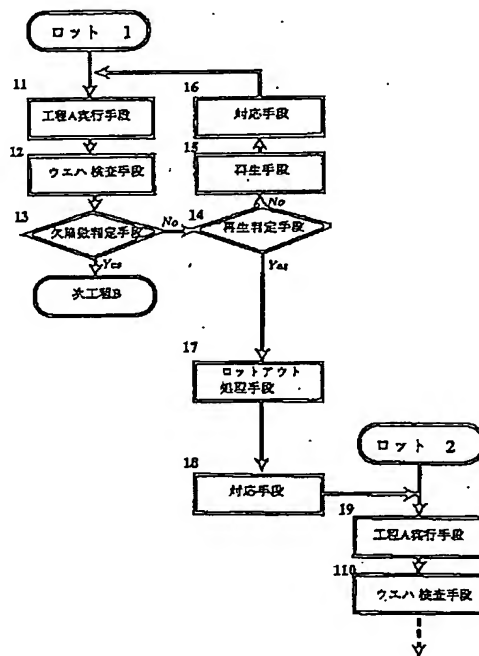 ロット 1
11
工程A実行手段
12
ウエハ検査手段
13
欠陥数判定手段
No
Yes
次工程B
16
対応手段
15
再生手段
No
14
再生判定手段
Yes
17
ロットアウト
処理手段
18
対応手段
ロット 2
19
工程A実行手段
110
ウエハ検査手段